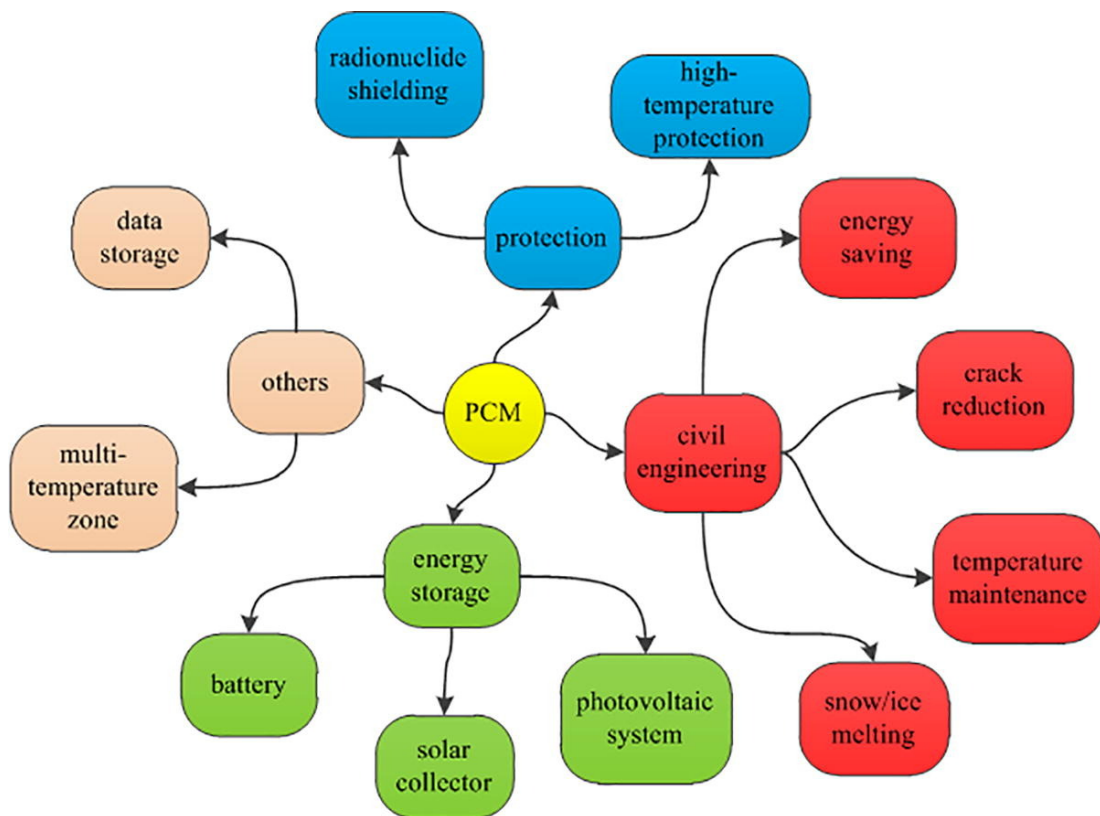 radionuclide
shielding
high-
temperature
protection
protection
data
storage
others
multi-
temperature
zone
PCM
energy
saving
crack
reduction
civil
engineering
temperature
maintenance
snow/ice
melting
energy
storage
battery
solar
collector
photovoltaic
system